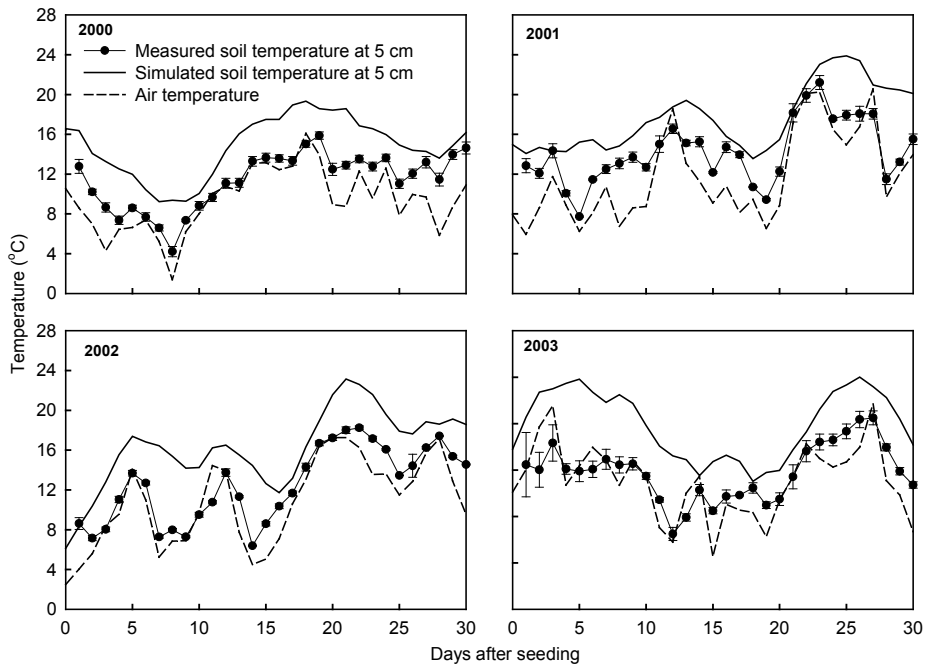 2000
Measured soil temperature at 5 cm
Simulated soil temperature at 5 cm
Air temperature
28
24
20
16
12
8
4
0
2001
2002
28
24
20
16
12
8
4
0
0 5 10 15 20 25 30
2003
0 5 10 15 20 25 30
Temperature (°C)
Days after seeding